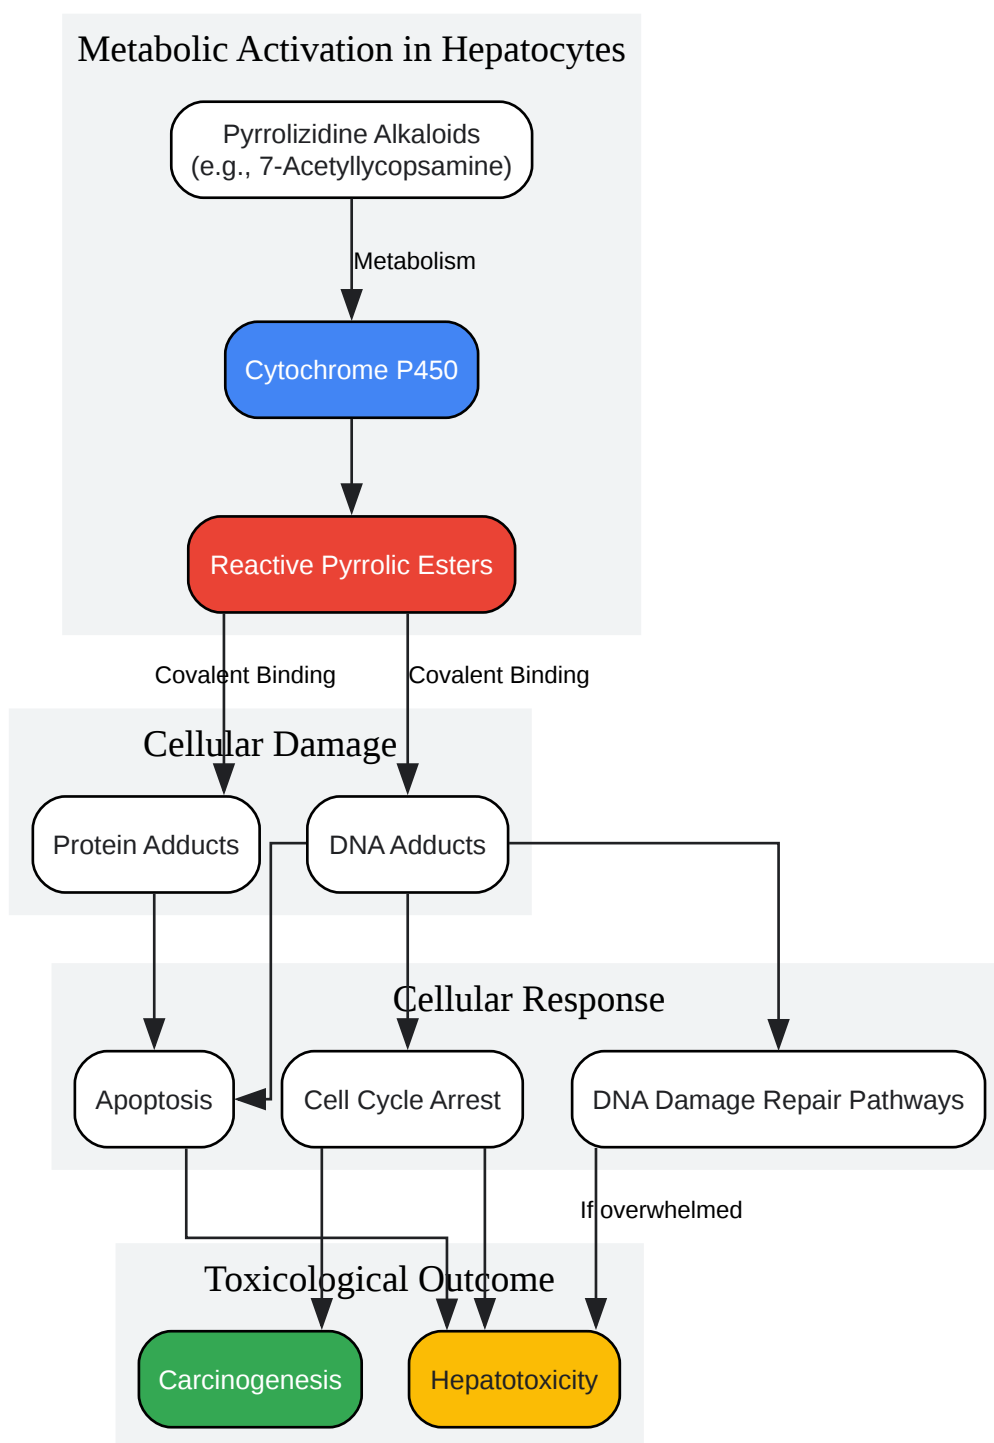 Metabolic Activation in Hepatocytes
Pyrrolizidine Alkaloids
(e.g., 7-Acetyllycopsamine)
Metabolism
Cytochrome P450
Reactive Pyrrolic Esters
Covalent Binding
Covalent Binding
Cellular Damage
Protein Adducts
DNA Adducts
Cellular Response
Apoptosis
Cell Cycle Arrest
DNA Damage Repair Pathways
If overwhelmed
Toxicological Outcome
Carcinogenesis
Hepatotoxicity